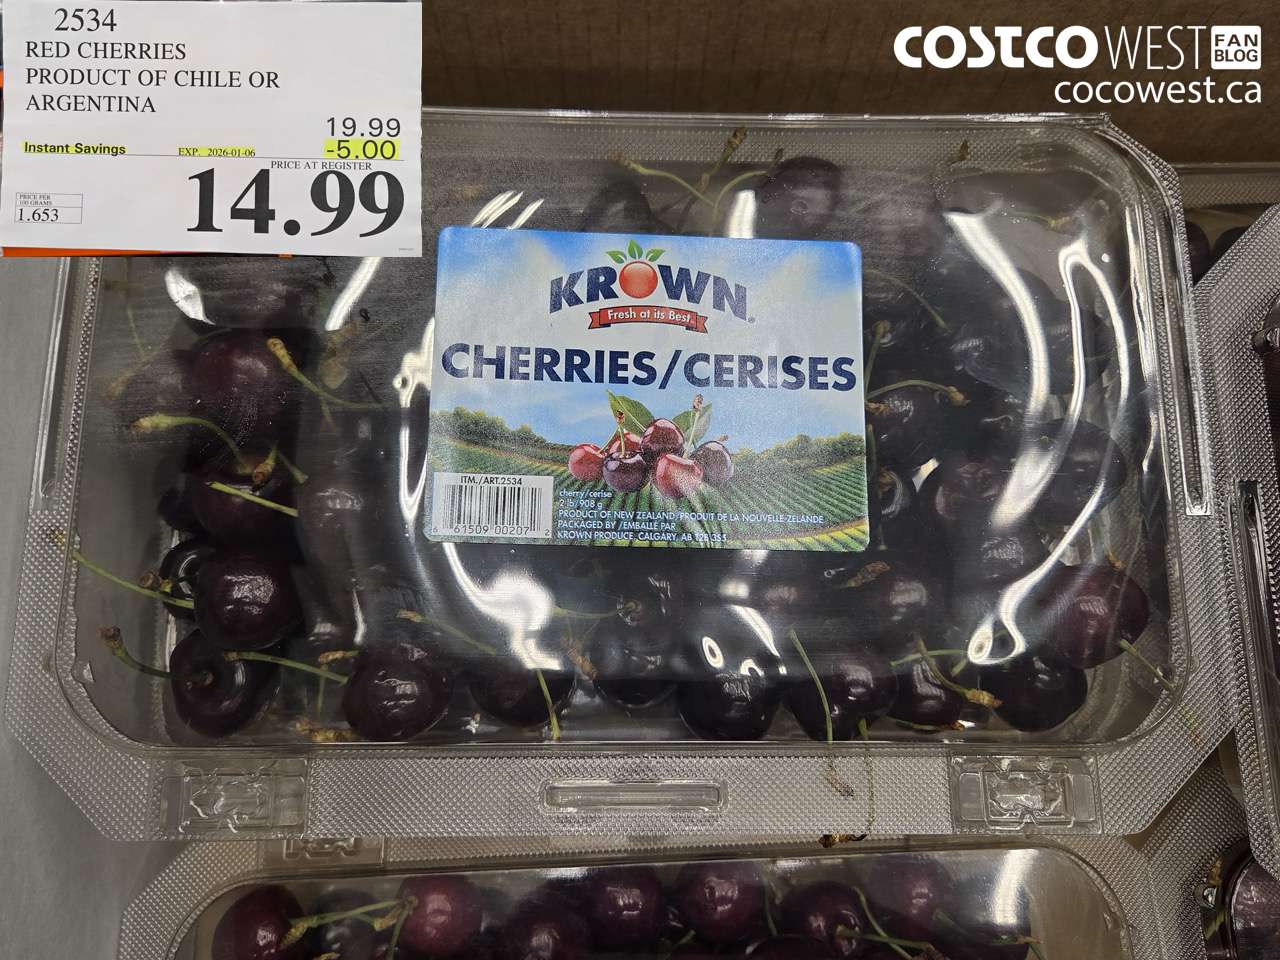 2534
RED CHERRIES
PRODUCT OF CHILE OR
ARGENTINA
19.99
Instant Savings EXP. 2026-01-06 -5.00
PRICE AT REGISTER
14.99
PRICE PER
100 GRAMS
1.653
COSTCO WEST FAN BLOG
cocowest.ca
KROWN
Fresh at its Best
CHERRIES/CERISES
ITM./ART.2534
6 61509 00207 2
cherry/cerise
2 lb/908 g
PRODUCT OF NEW ZEALAND/PRODUIT DE LA NOUVELLE-ZELANDE
PACKAGED BY/EMBALLÉ PAR
KROWN PRODUCE, CALGARY, AB T2B 3S5